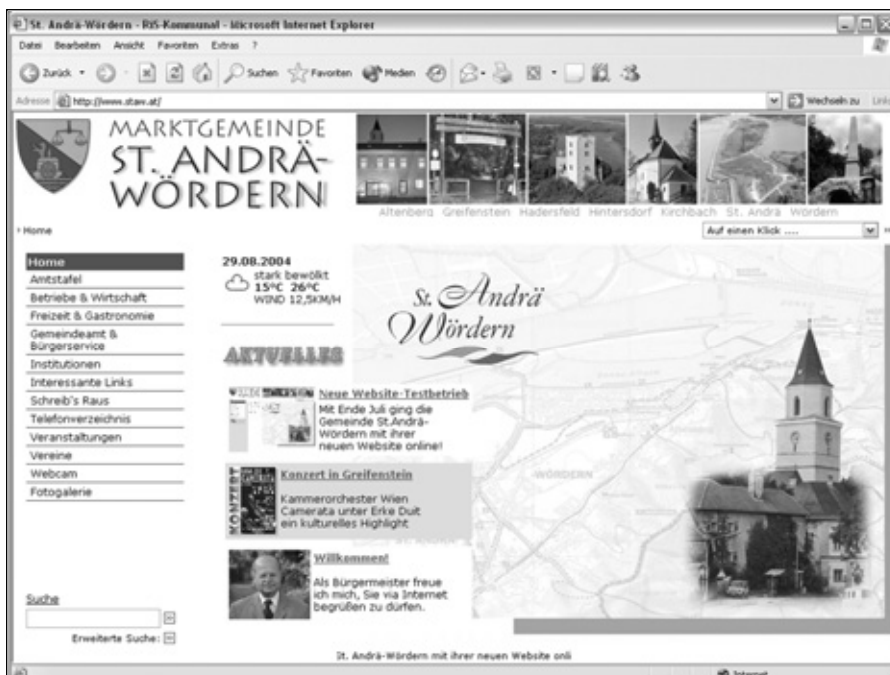 St. Andrä-Wördern - RiS-Kommunal - Microsoft Internet Explorer
Datei Bearbeiten Ansicht Favoriten Extras ?
Zurück Suchen Favoriten Medien
Adresse http://www.staw.at/ Wechseln zu Links
MARKTGEMEINDE
ST. ANDRÄ-
WÖRDERN
Altenberg Greifenstein Hadersfeld Hintersdorf Kirchbach St. Andrä Wördern
Home
Auf einen Klick ....
Home
Amtstafel
Betriebe & Wirtschaft
Freizeit & Gastronomie
Gemeindeamt &
Bürgerservice
Institutionen
Interessante Links
Schreib's Raus
Telefonverzeichnis
Veranstaltungen
Vereine
Webcam
Fotogalerie
Suche
Erweiterte Suche:
29.08.2004
stark bewölkt
15°C 26°C
WIND 12,5KM/H
AKTUELLES
Neue Website-Testbetrieb
Mit Ende Juli ging die
Gemeinde St.Andrä-
Wördern mit ihrer
neuen Website online!
KONZERT
CAMERATA
Konzert in Greifenstein
Kammerorchester Wien
Camerata unter Erke Duit
ein kulturelles Highlight
Willkommen!
Als Bürgermeister freue
ich mich, Sie via Internet
begrüßen zu dürfen.
St. Andrä
Wördern
WÖRDERN
It. Andrä-Wördern mit ihrer neuen Website onli
Internet